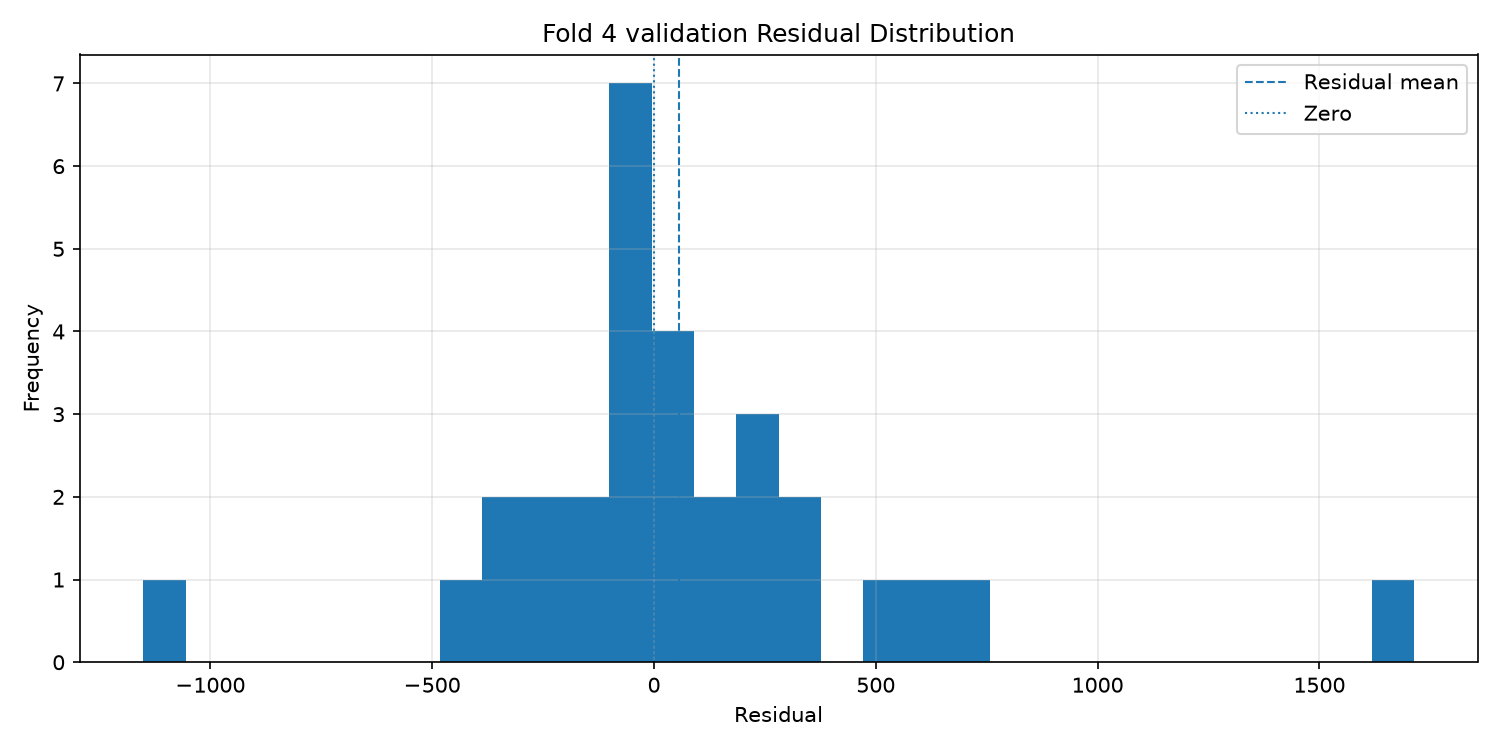 Fold 4 validation Residual Distribution
Residual mean
Zero
Frequency
7
6
5
4
3
2
1
0
−1000
−500
0
500
1000
1500
Residual